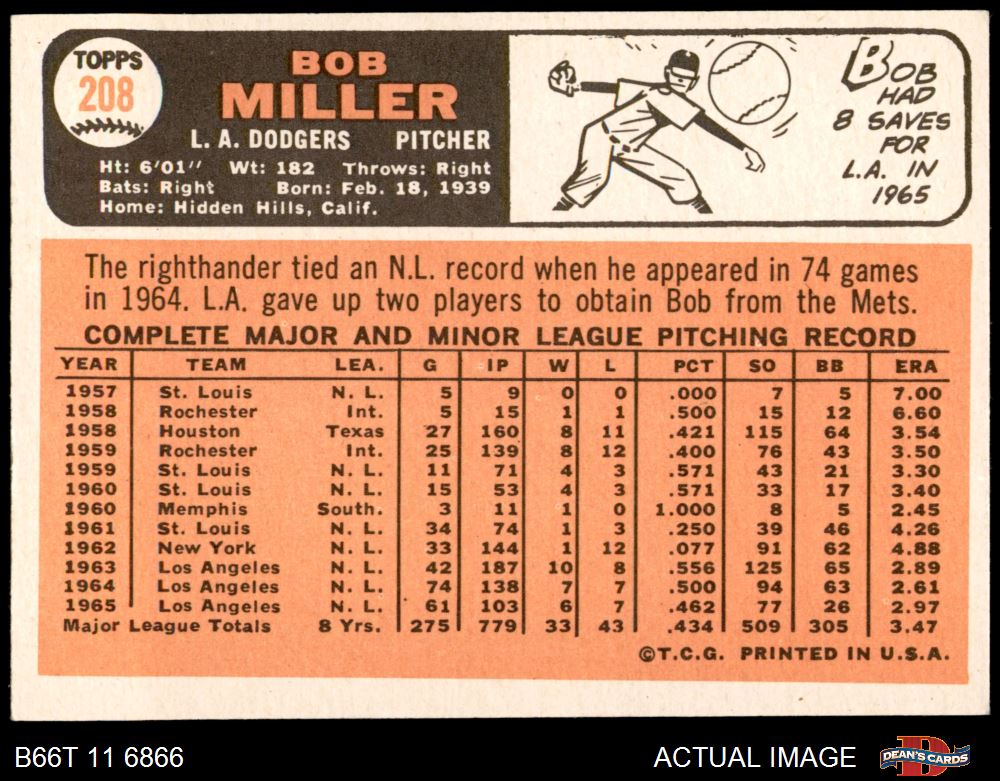 TOPPS
208
BOB
MILLER
L. A. DODGERS PITCHER
Ht: 6'01" Wt: 182 Throws: Right
Bats: Right Born: Feb. 18, 1939
Home: Hidden Hills, Calif.
BOB
HAD
8 SAVES
FOR
L.A. IN
1965
The righthander tied an N.L. record when he appeared in 74 games
in 1964. L.A. gave up two players to obtain Bob from the Mets.
COMPLETE MAJOR AND MINOR LEAGUE PITCHING RECORD
YEAR TEAM LEA. G IP W L PCT SO BB ERA
1957 St. Louis N. L. 5 9 0 0 .000 7 5 7.00
1958 Rochester Int. 5 15 1 1 .500 15 12 6.60
1958 Houston Texas 27 160 8 11 .421 115 64 3.54
1959 Rochester Int. 25 139 8 12 .400 76 43 3.50
1959 St. Louis N. L. 11 71 4 3 .571 43 21 3.30
1960 St. Louis N. L. 15 53 4 3 .571 33 17 3.40
1960 Memphis South. 3 11 1 0 1.000 8 5 2.45
1961 St. Louis N. L. 34 74 1 3 .250 39 46 4.26
1962 New York N. L. 33 144 1 12 .077 91 62 4.88
1963 Los Angeles N. L. 42 187 10 8 .556 125 65 2.89
1964 Los Angeles N. L. 74 138 7 7 .500 94 63 2.61
1965 Los Angeles N. L. 61 103 6 7 .462 77 26 2.97
Major League Totals 8 Yrs. 275 779 33 43 .434 509 305 3.47
©T.C.G. PRINTED IN U.S.A.
B66T 11 6866 ACTUAL IMAGE DEAN'S CARDS